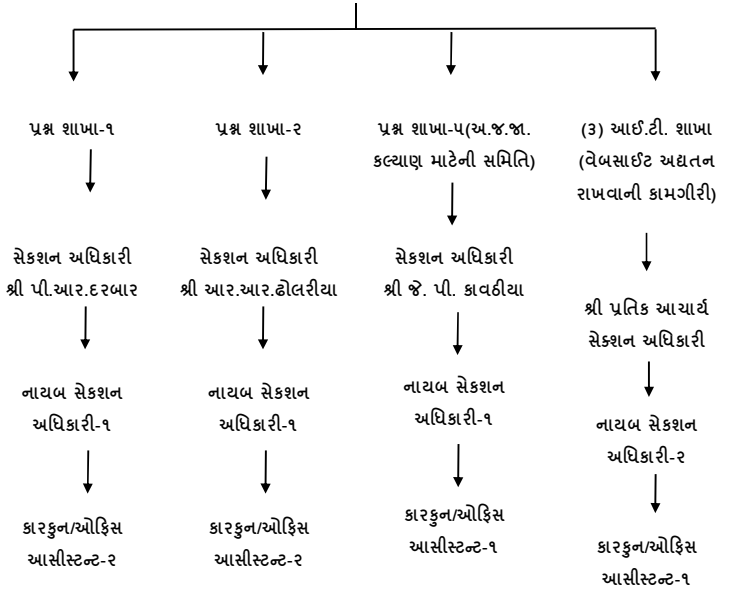 પ્રશ્ન શાખા-૧
સેકશન અધિકારી
શ્રી પી.આર.દરબાર
નાયબ સેકશન
અધિકારી-૧
કારકુન/ઓફિસ
આસીસ્ટન્ટ-૨
પ્રશ્ન શાખા-૨
સેકશન અધિકારી
શ્રી આર.આર.ઢોલરીયા
નાયબ સેકશન
અધિકારી-૧
કારકુન/ઓફિસ
આસીસ્ટન્ટ-૨
પ્રશ્ન શાખા-૫(અ.જ.જા.
કલ્યાણ માટેની સમિતિ)
સેકશન અધિકારી
શ્રી જે. પી. કાવઠીયા
નાયબ સેકશન
અધિકારી-૧
કારકુન/ઓફિસ
આસીસ્ટન્ટ-૧
(૩) આઈ.ટી. શાખા
(વેબસાઈટ અદ્યતન
રાખવાની કામગીરી)
શ્રી પ્રતિક આચાર્ય
સેક્શન અધિકારી
નાયબ સેકશન
અધિકારી-૨
કારકુન/ઓફિસ
આસીસ્ટન્ટ-૧